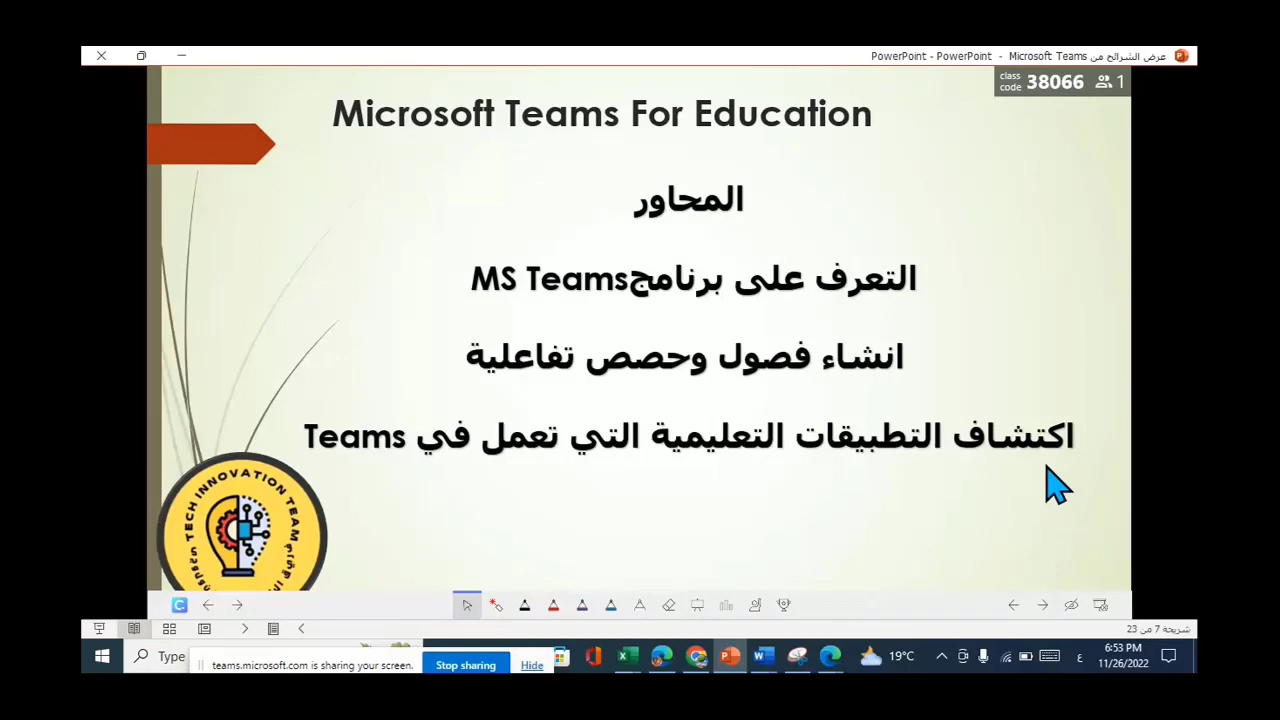 عرض الشرائح من PowerPoint - PowerPoint - Microsoft Teams
class code 38066 1
Microsoft Teams For Education
المحاور
التعرف على برنامجMS Teams
انشاء فصول وحصص تفاعلية
اكتشاف التطبيقات التعليمية التي تعمل في Teams
TECH INNOVATION TEAM
شريحة 7 من 23
Type
teams.microsoft.com is sharing your screen.
Stop sharing
Hide
19°C
ع
6:53 PM
11/26/2022